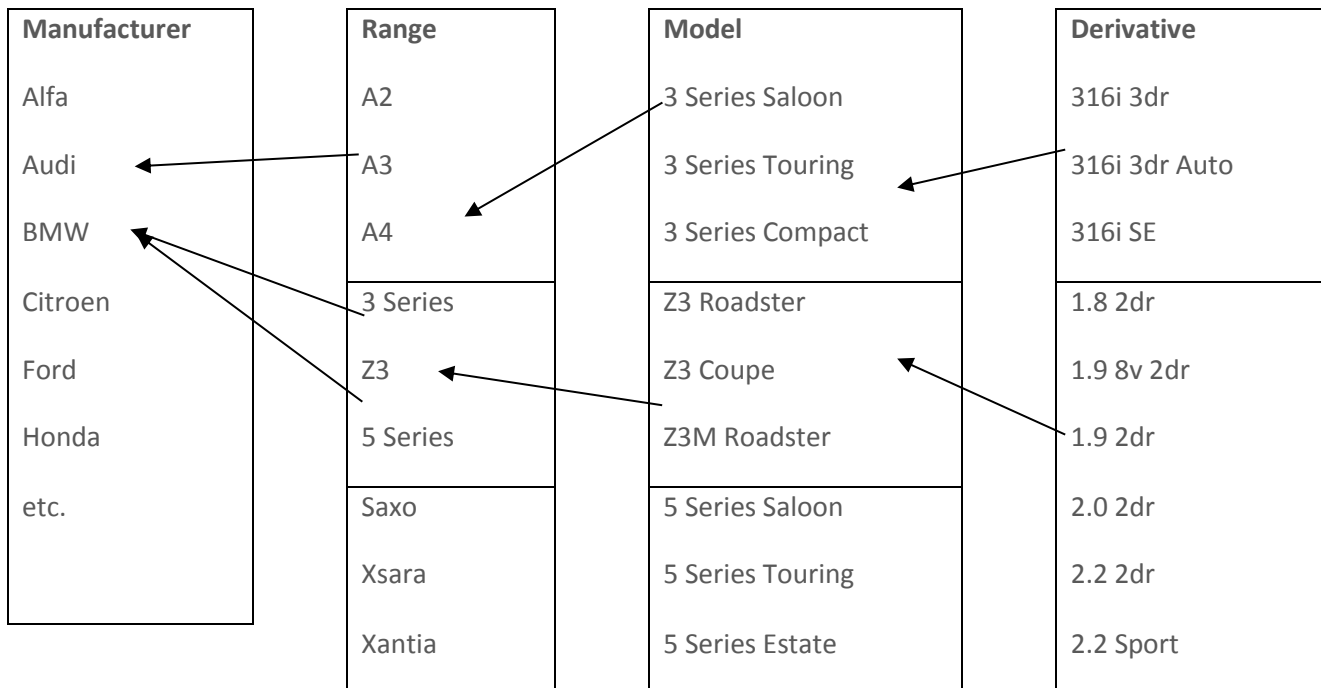 Manufacturer
Alfa
Audi
BMW
Citroen
Ford
Honda
etc.
Range
A2
A3
A4
3 Series
Z3
5 Series
Saxo
Xsara
Xantia
Model
3 Series Saloon
3 Series Touring
3 Series Compact
Z3 Roadster
Z3 Coupe
Z3M Roadster
5 Series Saloon
5 Series Touring
5 Series Estate
Derivative
316i 3dr
316i 3dr Auto
316i SE
1.8 2dr
1.9 8v 2dr
1.9 2dr
2.0 2dr
2.2 2dr
2.2 Sport